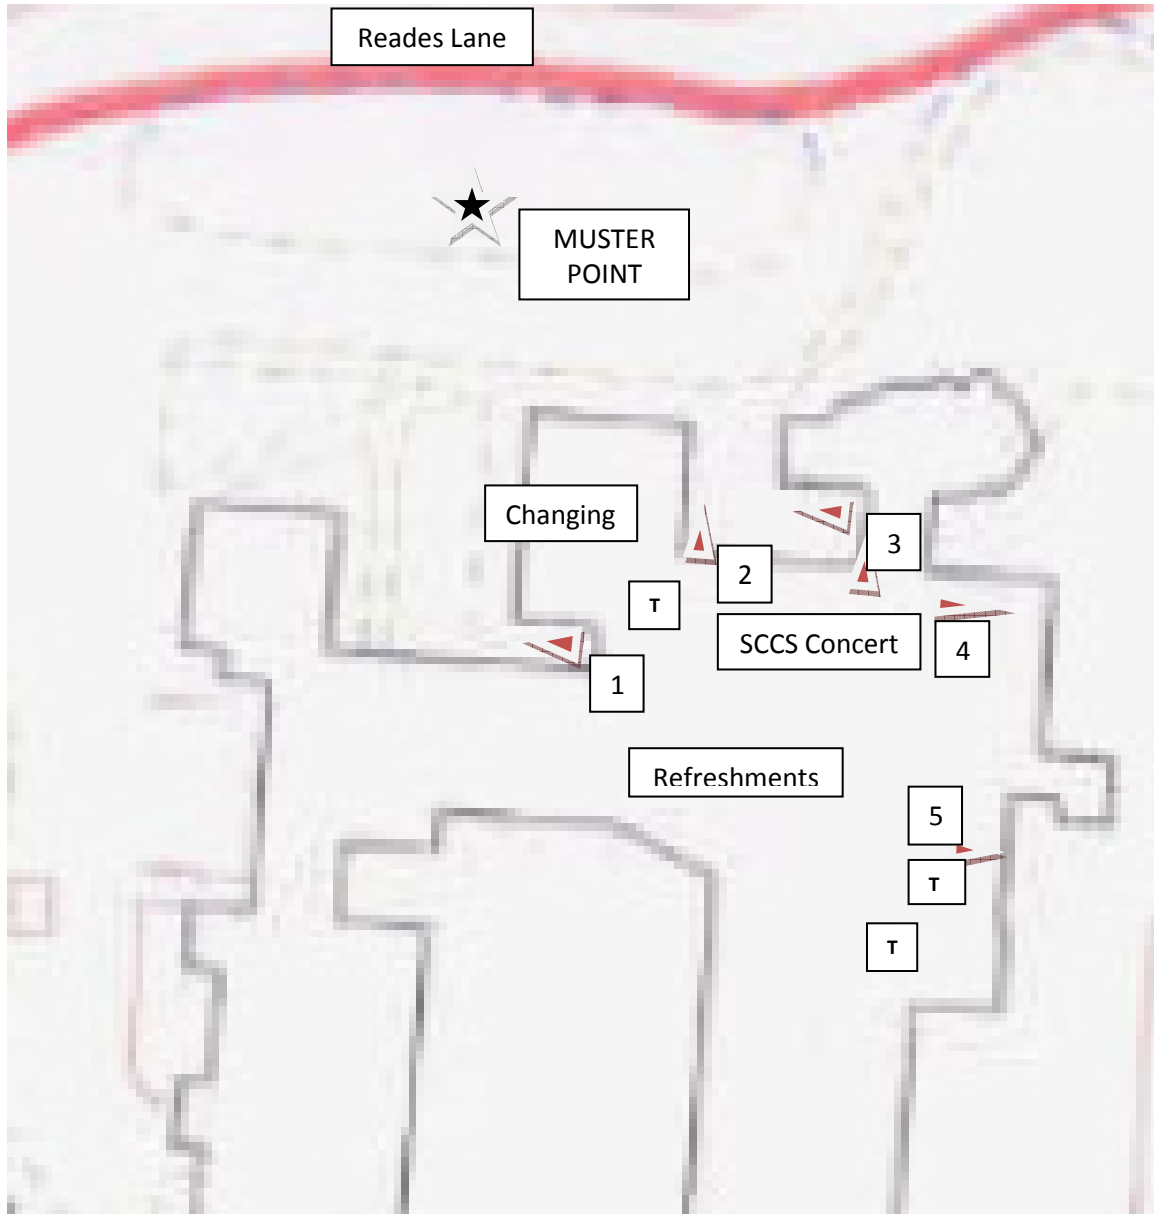 Reades Lane
MUSTER
POINT
Changing
3
2
T
SCCS Concert
4
1
Refreshments
5
T
T